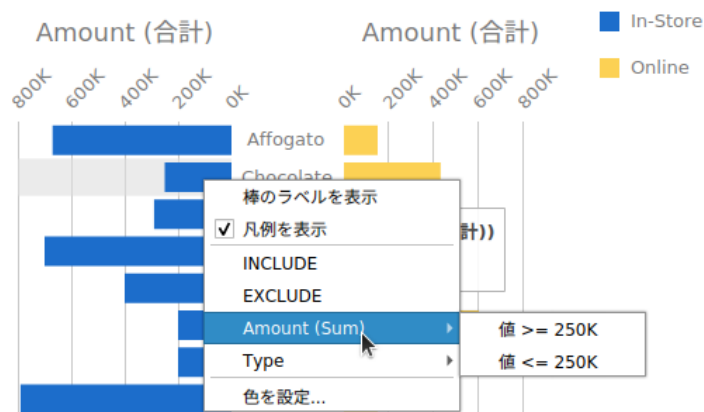 Amount (合計)
Amount (合計)
In-Store
Online
800K
600K
400K
200K
0K
0K
200K
400K
600K
800K
Affogato
Chocolate
棒のラベルを表示
凡例を表示
計))
INCLUDE
EXCLUDE
Amount (Sum)
値 >= 250K
Type
値 <= 250K
色を設定...